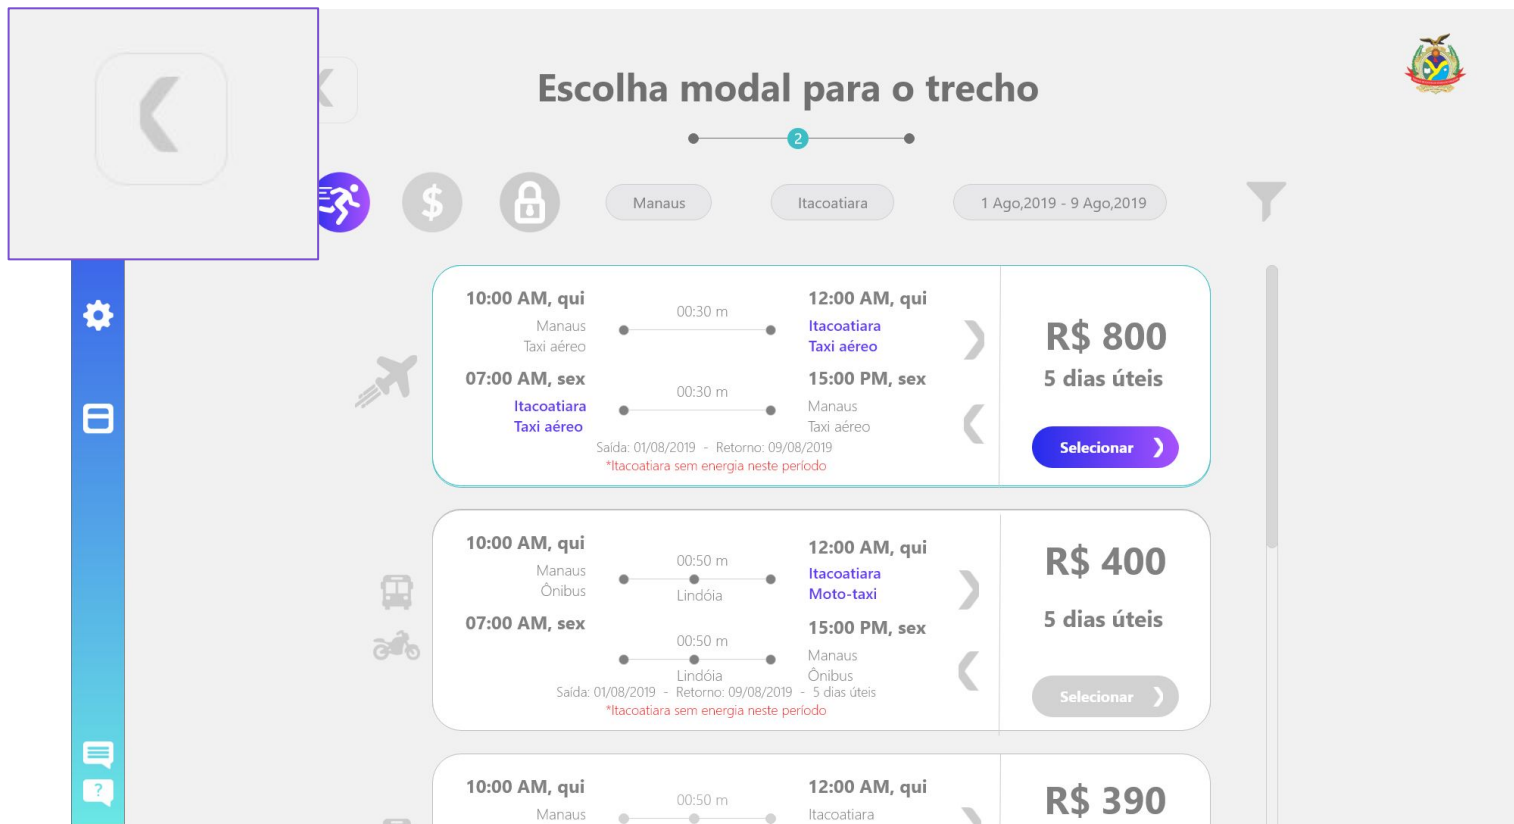 Escolha modal para o trecho
2
$
Manaus
Itacoatiara
1 Ago,2019 - 9 Ago,2019
10:00 AM, qui
Manaus
Taxi aéreo
00:30 m
12:00 AM, qui
Itacoatiara
Taxi aéreo
07:00 AM, sex
Itacoatiara
Taxi aéreo
00:30 m
15:00 PM, sex
Manaus
Taxi aéreo
Saída: 01/08/2019 - Retorno: 09/08/2019
*Itacoatiara sem energia neste período
R$ 800
5 dias úteis
Selecionar
10:00 AM, qui
Manaus
Ônibus
00:50 m
Lindóia
12:00 AM, qui
Itacoatiara
Moto-taxi
07:00 AM, sex
00:50 m
Lindóia
15:00 PM, sex
Manaus
Ônibus
Saída: 01/08/2019 - Retorno: 09/08/2019 - 5 dias úteis
*Itacoatiara sem energia neste período
R$ 400
5 dias úteis
Selecionar
10:00 AM, qui
Manaus
00:50 m
12:00 AM, qui
Itacoatiara
R$ 390
?